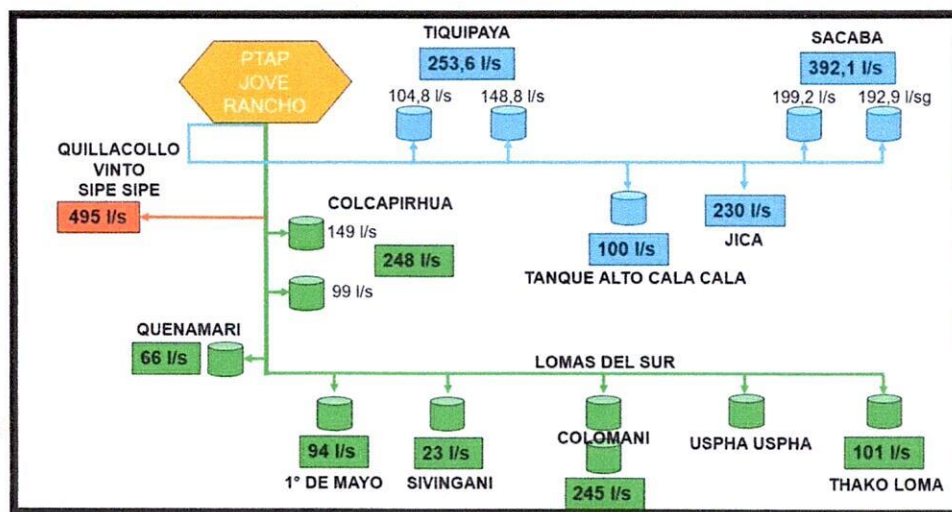 PTAP
JOVE
RANCHO
TIQUIPAYA
253,6 l/s
104,8 l/s
148,8 l/s
SACABA
392,1 l/s
199,2 l/s
192,9 l/sg
QUILLACOLLO
VINTO
SIPE SIPE
495 l/s
COLCAPIRHUA
149 l/s
248 l/s
99 l/s
100 l/s
TANQUE ALTO CALA CALA
230 l/s
JICA
QUENAMARI
66 l/s
LOMAS DEL SUR
94 l/s
1° DE MAYO
23 l/s
SIVINGANI
COLOMANI
245 l/s
USPHA USPHA
101 l/s
THAKO LOMA